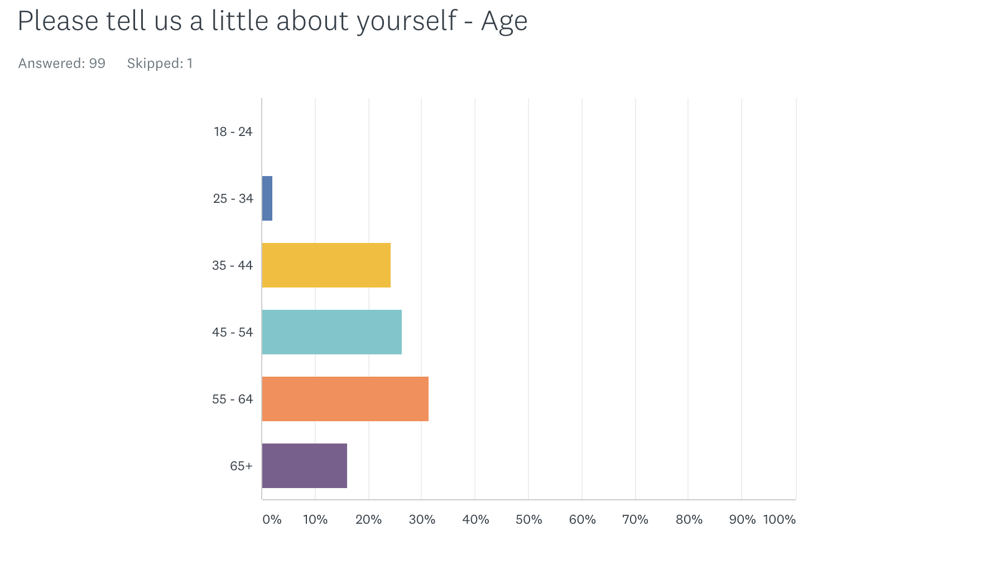 Please tell us a little about yourself - Age
Answered: 99 Skipped: 1
18 - 24
25 - 34
35 - 44
45 - 54
55 - 64
65+
0% 10% 20% 30% 40% 50% 60% 70% 80% 90% 100%